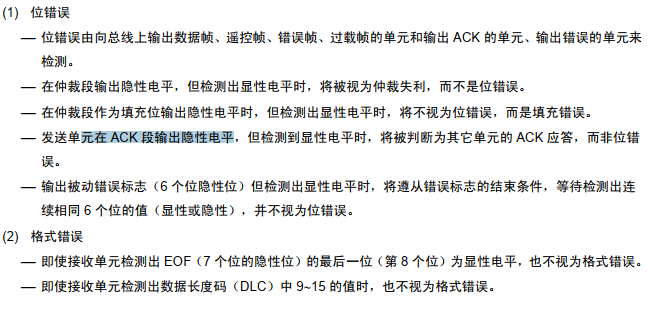 (1) 位错误
— 位错误由向总线上输出数据帧、遥控帧、错误帧、过载帧的单元和输出 ACK 的单元、输出错误的单元来
检测。
— 在仲裁段输出隐性电平，但检测出显性电平时，将被视为仲裁失利，而不是位错误。
— 在仲裁段作为填充位输出隐性电平时，但检测出显性电平时，将不视为位错误，而是填充错误。
— 发送单元在 ACK 段输出隐性电平，但检测到显性电平时，将被判断为其它单元的 ACK 应答，而非位错
误。
— 输出被动错误标志（6 个位隐性位）但检测出显性电平时，将遵从错误标志的结束条件，等待检测出连
续相同 6 个位的值（显性或隐性），并不视为位错误。
(2) 格式错误
— 即使接收单元检测出 EOF（7 个位的隐性位）的最后一位（第 8 个位）为显性电平，也不视为格式错误。
— 即使接收单元检测出数据长度码（DLC）中 9~15 的值时，也不视为格式错误。